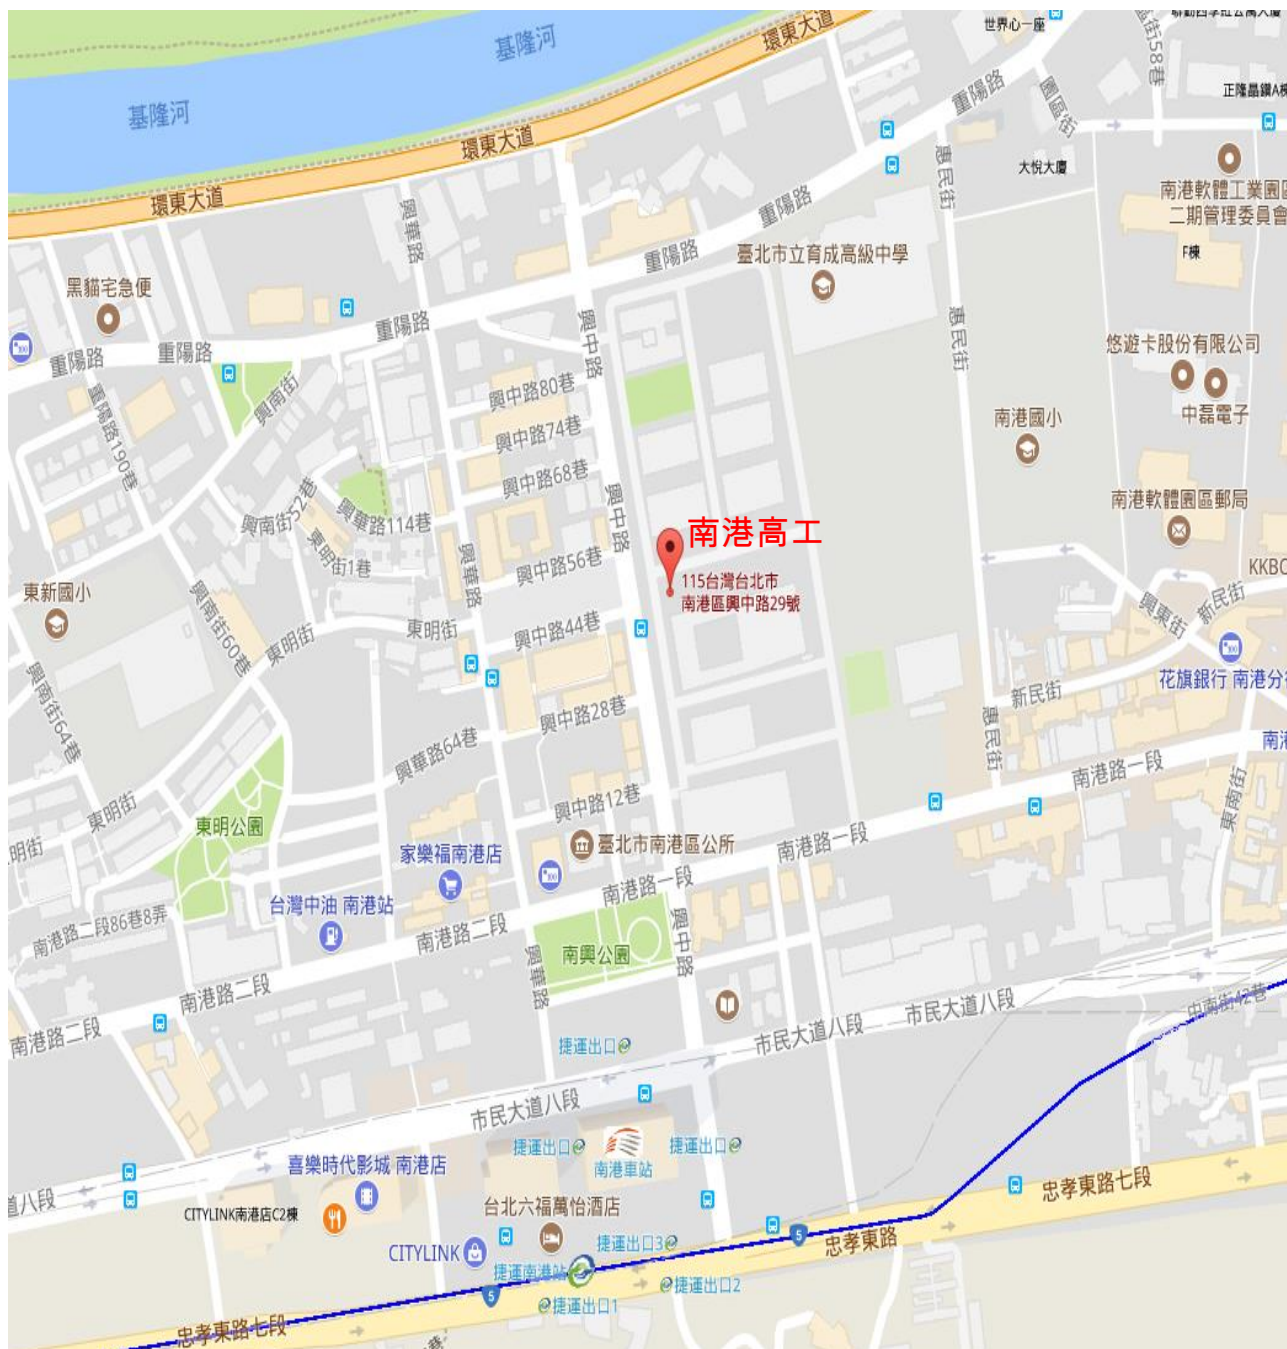 世界心一座
環東大道
基隆河
正隆晶鑽A棟
重陽路
園區街
基隆河
環東大道
大悅大廈
惠民街
南港軟體工業園區
二期管理委員會
環東大道
興華路
重陽路
F棟
臺北市立育成高級中學
重陽路
黑貓宅急便
重陽路
興中路
惠民街
悠遊卡股份有限公司
重陽路
重陽路
興中路80巷
興南街
重陽路190巷
中磊電子
南港國小
興中路74巷
興中路68巷
南港軟體園區郵局
興南街52巷
興華路114巷
興中路
南港高工
東明街1巷
興中路56巷
115台灣台北市
南港區興中路29號
KKBO
東新國小
興華路
新民街
興東街
興南街60巷
東明街
東明街
興中路44巷
花旗銀行 南港分行
興南街64巷
新民街
興中路28巷
惠民街
興華路64巷
南港路一段
東明街
興中路12巷
東南街
東明公園
臺北市南港區公所
南港路一段
明街
家樂福南港店
南港路一段
台灣中油 南港站
南港路二段86巷8弄
南港路二段
興中路
南興公園
興華路
南港路二段
中南街42巷
市民大道八段
南港路二段
市民大道八段
捷運出口
市民大道八段
捷運出口
捷運出口
南港車站
喜樂時代影城 南港店
忠孝東路七段
道八段
CITYLINK南港店C2棟
台北六福萬怡酒店
5
忠孝東路
捷運出口3
CITYLINK
捷運南港站
捷運出口2
5
捷運出口1
忠孝東路七段
巷